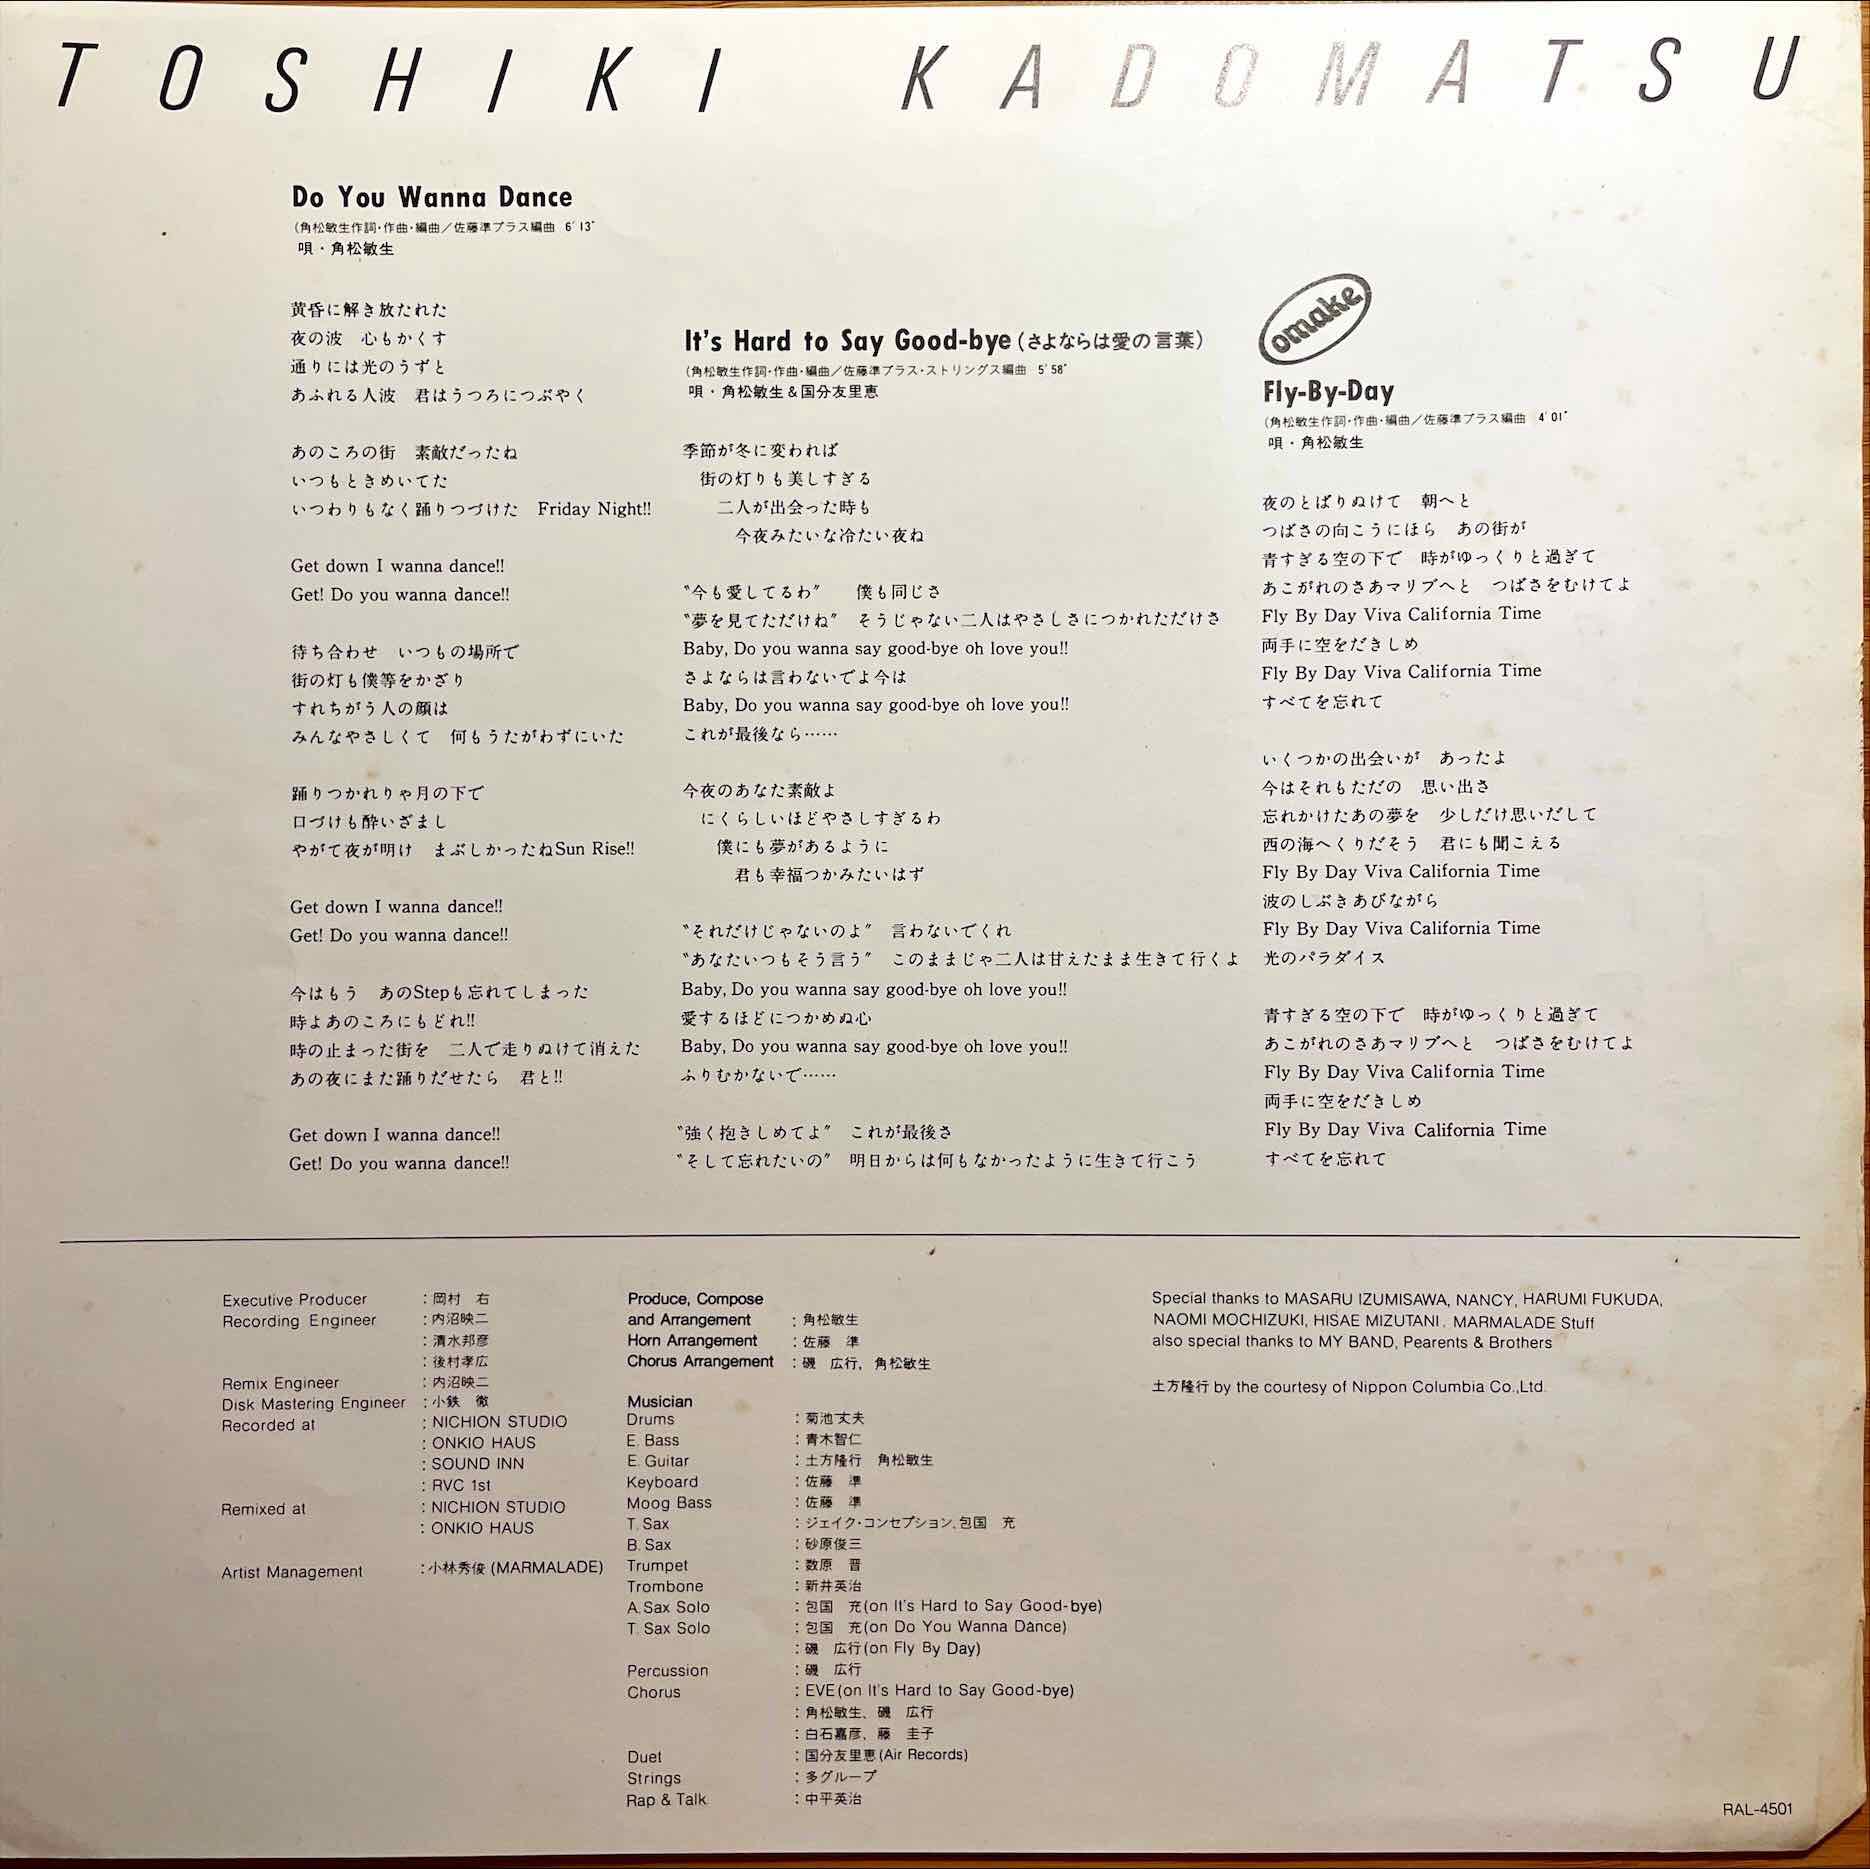 TOSHIKI KADOMATSU
Do You Wanna Dance
(角松敏生作詞・作曲・編曲／佐藤準ブラス編曲 6'13"
唄・角松敏生
黄昏に解き放たれた
夜の波　心もかくす
通りには光のうずと
あふれる人波　君はうつろにつぶやく
あのころの街　素敵だったね
いつもときめいてた
いつわりもなく踊りつづけた　Friday Night!!
Get down I wanna dance!!
Get! Do you wanna dance!!
待ち合わせ　いつもの場所で
街の灯も僕等をかざり
すれちがう人の顔は
みんなやさしくて　何もうたがわずにいた
踊りつかれりゃ月の下で
口づけも酔いざまし
やがて夜が明け　まぶしかったねSun Rise!!
Get down I wanna dance!!
Get! Do you wanna dance!!
今はもう　あのStepも忘れてしまった
時よあのころにもどれ!!
時の止まった街を　二人で走りぬけて消えた
あの夜にまた踊りだせたら　君と!!
Get down I wanna dance!!
Get! Do you wanna dance!!
It's Hard to Say Good-bye (さよならは愛の言葉)
(角松敏生作詞・作曲・編曲／佐藤準ブラス・ストリングス編曲 5'58"
唄・角松敏生＆国分友里恵
季節が冬に変われば
街の灯りも美しすぎる
二人が出会った時も
今夜みたいな冷たい夜ね
"今も愛してるわ"　僕も同じさ
"夢を見てただけね"　そうじゃない二人はやさしさにつかれただけさ
Baby, Do you wanna say good-bye oh love you!!
さよならは言わないでよ今は
Baby, Do you wanna say good-bye oh love you!!
これが最後なら……
今夜のあなた素敵よ
にくらしいほどやさしすぎるわ
僕にも夢があるように
君も幸福つかみたいはず
"それだけじゃないのよ"　言わないでくれ
"あなたいつもそう言う"　このままじゃ二人は甘えたまま生きて行くよ
Baby, Do you wanna say good-bye oh love you!!
愛するほどにつかめぬ心
Baby, Do you wanna say good-bye oh love you!!
ふりむかないで……
"強く抱きしめてよ"　これが最後さ
"そして忘れたいの"　明日からは何もなかったように生きて行こう
omake
Fly-By-Day
(角松敏生作詞・作曲・編曲／佐藤準ブラス編曲 4'01"
唄・角松敏生
夜のとばりぬけて　朝へと
つばさの向こうにほら　あの街が
青すぎる空の下で　時がゆっくりと過ぎて
あこがれのさあマリブへと　つばさをむけてよ
Fly By Day Viva California Time
両手に空をだきしめ
Fly By Day Viva California Time
すべてを忘れて
いくつかの出会いが　あったよ
今はそれもただの　思い出さ
忘れかけたあの夢を　少しだけ思いだして
西の海へくりだそう　君にも聞こえる
Fly By Day Viva California Time
波のしぶきあびながら
Fly By Day Viva California Time
光のパラダイス
青すぎる空の下で　時がゆっくりと過ぎて
あこがれのさあマリブへと　つばさをむけてよ
Fly By Day Viva California Time
両手に空をだきしめ
Fly By Day Viva California Time
すべてを忘れて
Executive Producer : 岡村　右
Recording Engineer : 内沼映二
: 清水邦彦
: 後村孝広
Remix Engineer : 内沼映二
Disk Mastering Engineer : 小鉄　徹
Recorded at : NICHION STUDIO
: ONKIO HAUS
: SOUND INN
: RVC 1st
Remixed at : NICHION STUDIO
: ONKIO HAUS
Artist Management : 小林秀俊 (MARMALADE)
Produce, Compose
and Arrangement : 角松敏生
Horn Arrangement : 佐藤　準
Chorus Arrangement : 磯　広行, 角松敏生
Musician
Drums : 菊池丈夫
E. Bass : 青木智仁
E. Guitar : 土方隆行　角松敏生
Keyboard : 佐藤　準
Moog Bass : 佐藤　準
T. Sax : ジェイク・コンセプション、包国　充
B. Sax : 砂原俊三
Trumpet : 数原　晋
Trombone : 新井英治
A. Sax Solo : 包国　充(on It's Hard to Say Good-bye)
T. Sax Solo : 包国　充(on Do You Wanna Dance)
: 磯　広行(on Fly By Day)
Percussion : 磯　広行
Chorus : EVE(on It's Hard to Say Good-bye)
: 角松敏生、磯　広行
: 白石嘉彦, 藤　圭子
Duet : 国分友里恵(Air Records)
Strings : 多グループ
Rap & Talk : 中平英治
Special thanks to MASARU IZUMISAWA, NANCY, HARUMI FUKUDA,
NAOMI MOCHIZUKI, HISAE MIZUTANI. MARMALADE Stuff
also special thanks to MY BAND, Pearents & Brothers
土方隆行 by the courtesy of Nippon Columbia Co.,Ltd.
RAL-4501